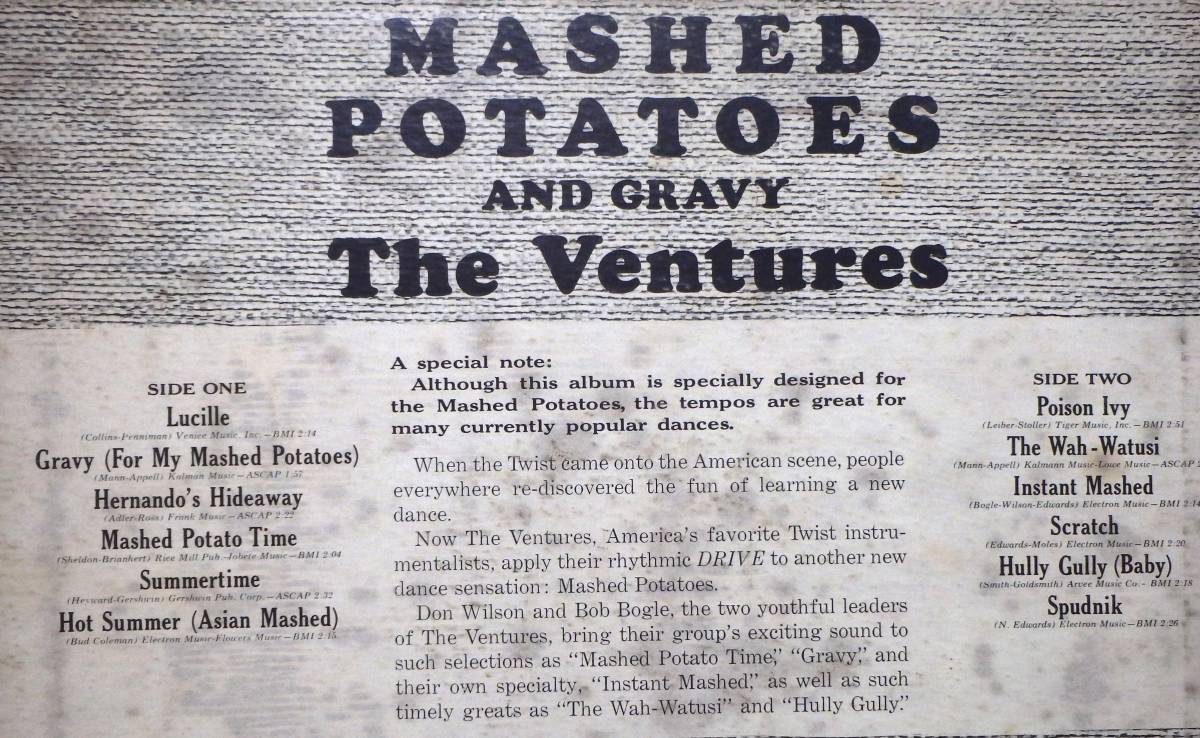 MASHED
POTATOES
AND GRAVY
The Ventures
SIDE ONE
Lucille
(Collins-Penniman) Venice Music, Inc.—BMI 2:14
Gravy (For My Mashed Potatoes)
(Mann-Appell) Kalman Music—ASCAP 1:57
Hernando's Hideaway
(Adler-Ross) Frank Music—ASCAP 2:22
Mashed Potato Time
(Sheldon-Brianhert) Rice Mill Pub.-Jobete Music—BMI 2:04
Summertime
(Heyward-Gershwin) Gershwin Pub. Corp.—ASCAP 2:32
Hot Summer (Asian Mashed)
(Bud Coleman) Electron Music-Flowers Music—BMI 2:15
A special note:
Although this album is specially designed for
the Mashed Potatoes, the tempos are great for
many currently popular dances.
When the Twist came onto the American scene, people
everywhere re-discovered the fun of learning a new
dance.
Now The Ventures, America's favorite Twist instru-
mentalists, apply their rhythmic DRIVE to another new
dance sensation: Mashed Potatoes.
Don Wilson and Bob Bogle, the two youthful leaders
of The Ventures, bring their group's exciting sound to
such selections as "Mashed Potato Time," "Gravy," and
their own specialty, "Instant Mashed," as well as such
timely greats as "The Wah-Watusi" and "Hully Gully."
SIDE TWO
Poison Ivy
(Leiber-Stoller) Tiger Music, Inc.—BMI 2:51
The Wah-Watusi
(Mann-Appell) Kalmann Music-Lowe Music—ASCAP
Instant Mashed
(Bogle-Wilson-Edwards) Electron Music—BMI 2:14
Scratch
(Edwards-Moles) Electron Music—BMI 2:20
Hully Gully (Baby)
(Smith-Goldsmith) Arvee Music Co.- BMI 2:18
Spudnik
(N. Edwards) Electron Music—BMI 2:26